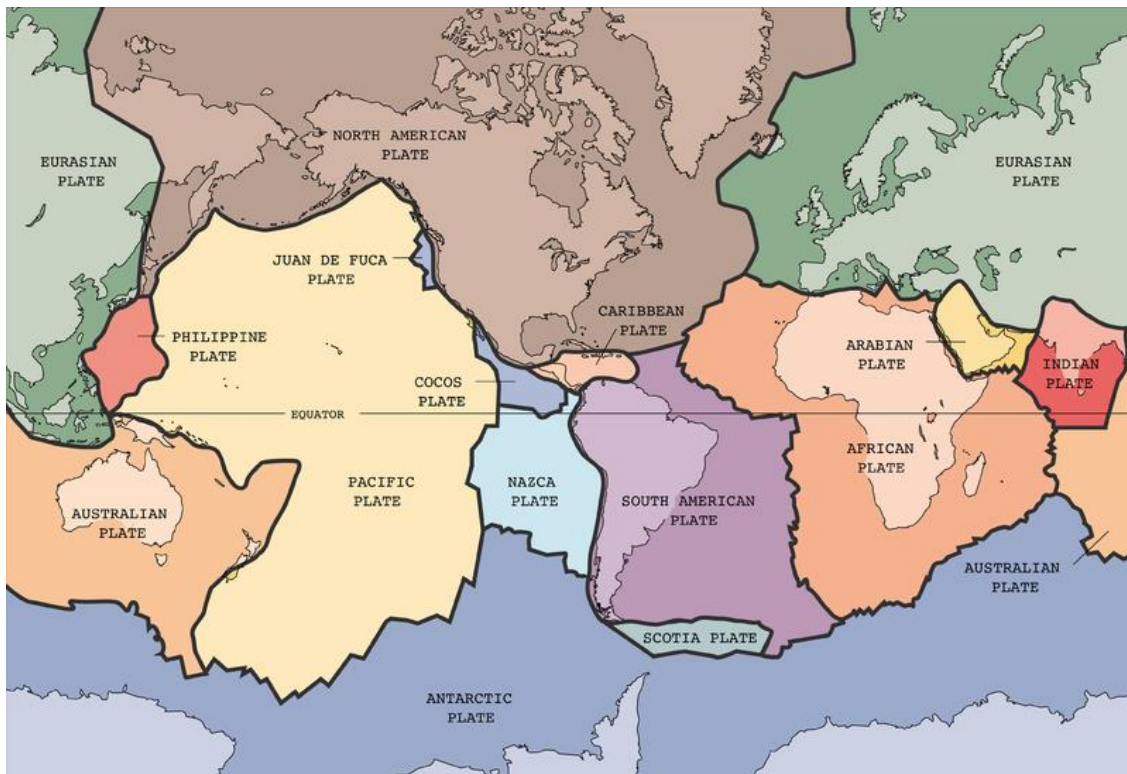 NORTH AMERICAN
PLATE
EURASIAN
PLATE
EURASIAN
PLATE
JUAN DE FUCA
PLATE
CARIBBEAN
PLATE
PHILIPPINE
PLATE
ARABIAN
PLATE
INDIAN
PLATE
COCOS
PLATE
EQUATOR
AFRICAN
PLATE
PACIFIC
PLATE
NAZCA
PLATE
SOUTH AMERICAN
PLATE
AUSTRALIAN
PLATE
AUSTRALIAN
PLATE
SCOTIA PLATE
ANTARCTIC
PLATE